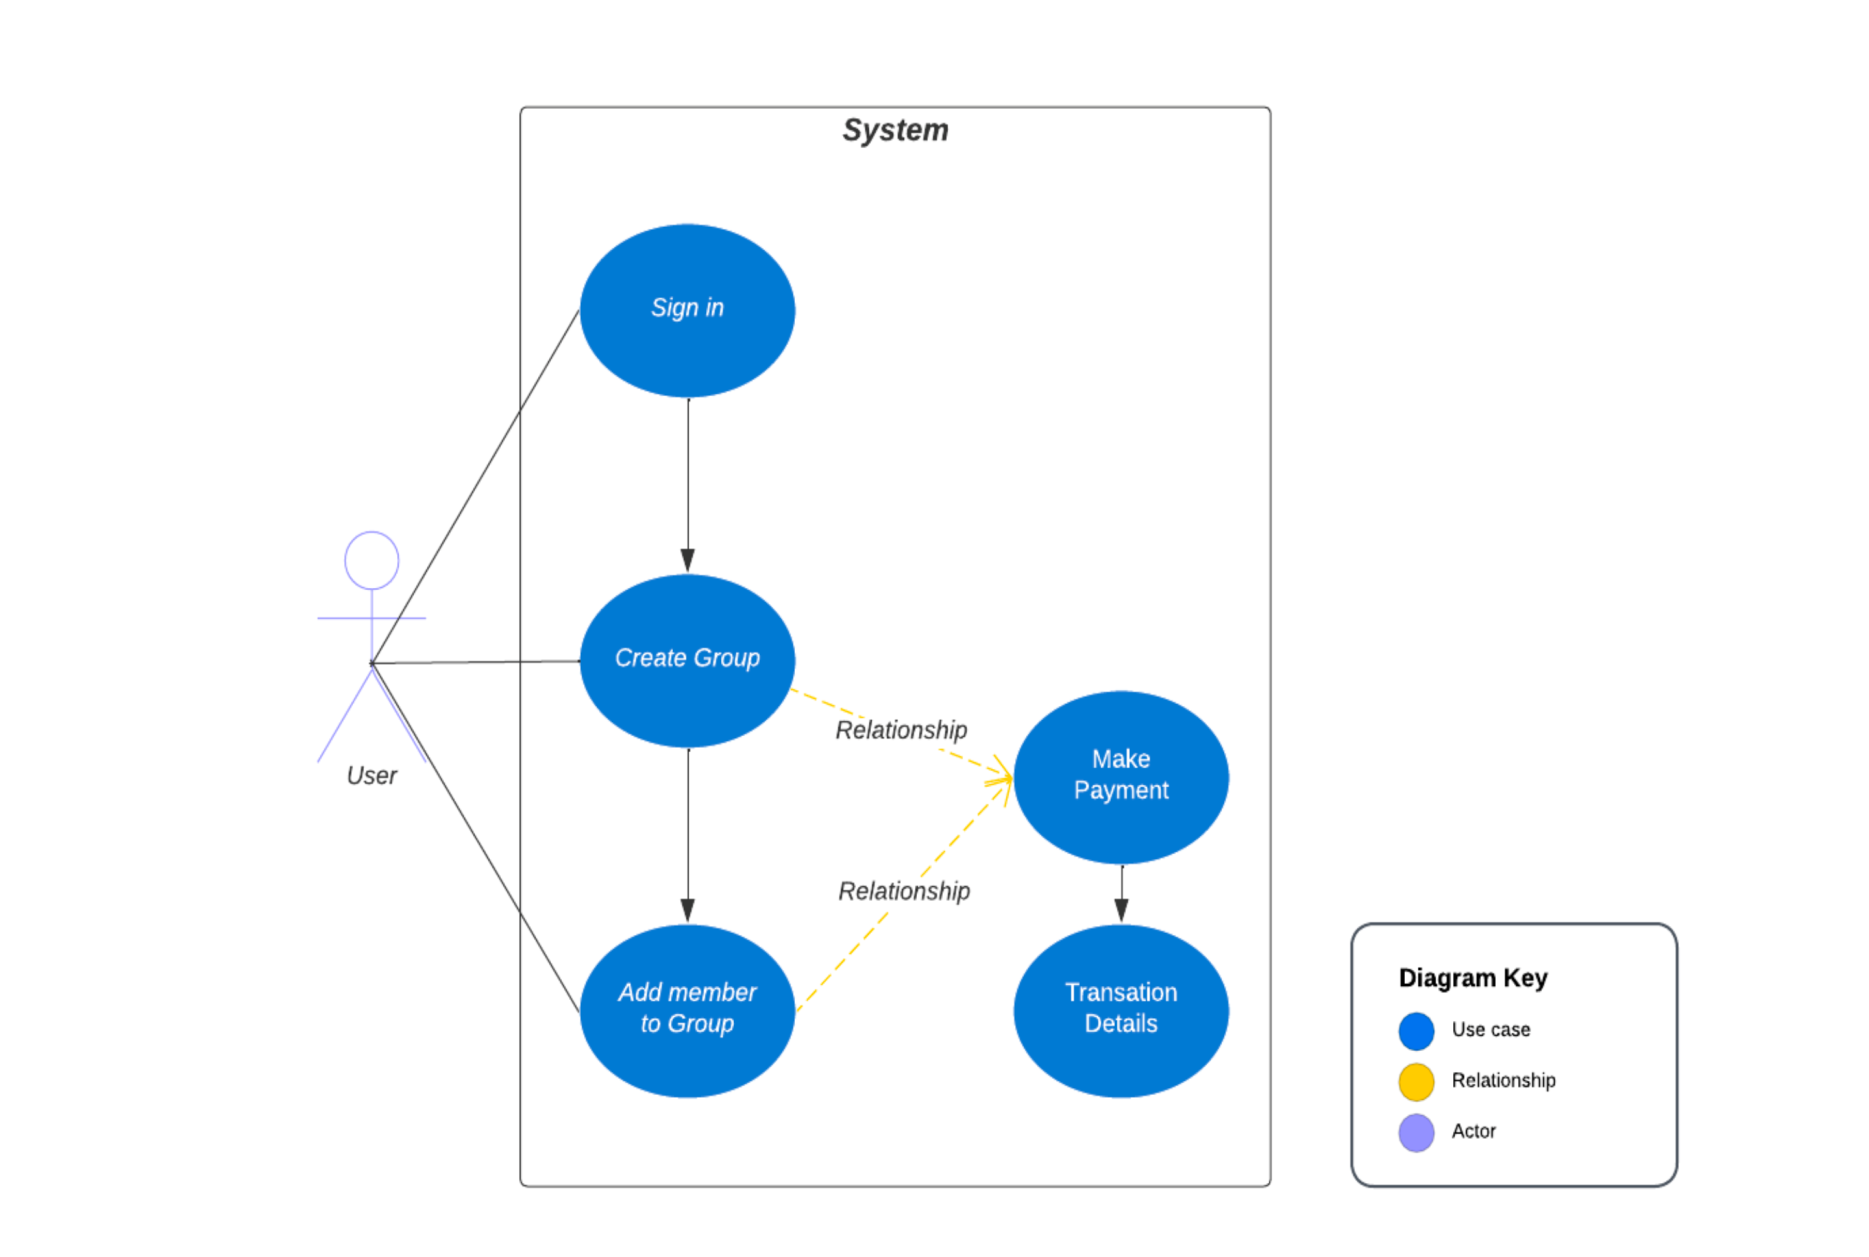 System
Sign in
Create Group
Relationship
Make
Payment
User
Relationship
Add member
to Group
Transation
Details
Diagram Key
Use case
Relationship
Actor